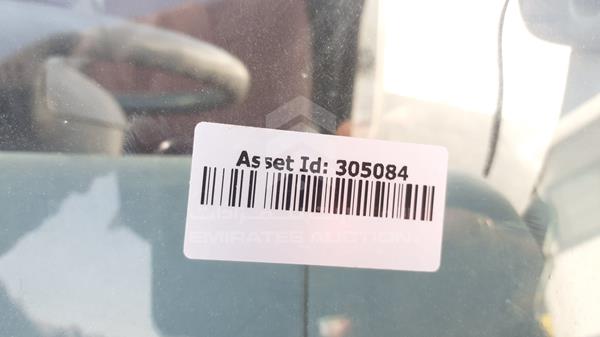 Asset Id: 305084
EMIRATES AUCTION